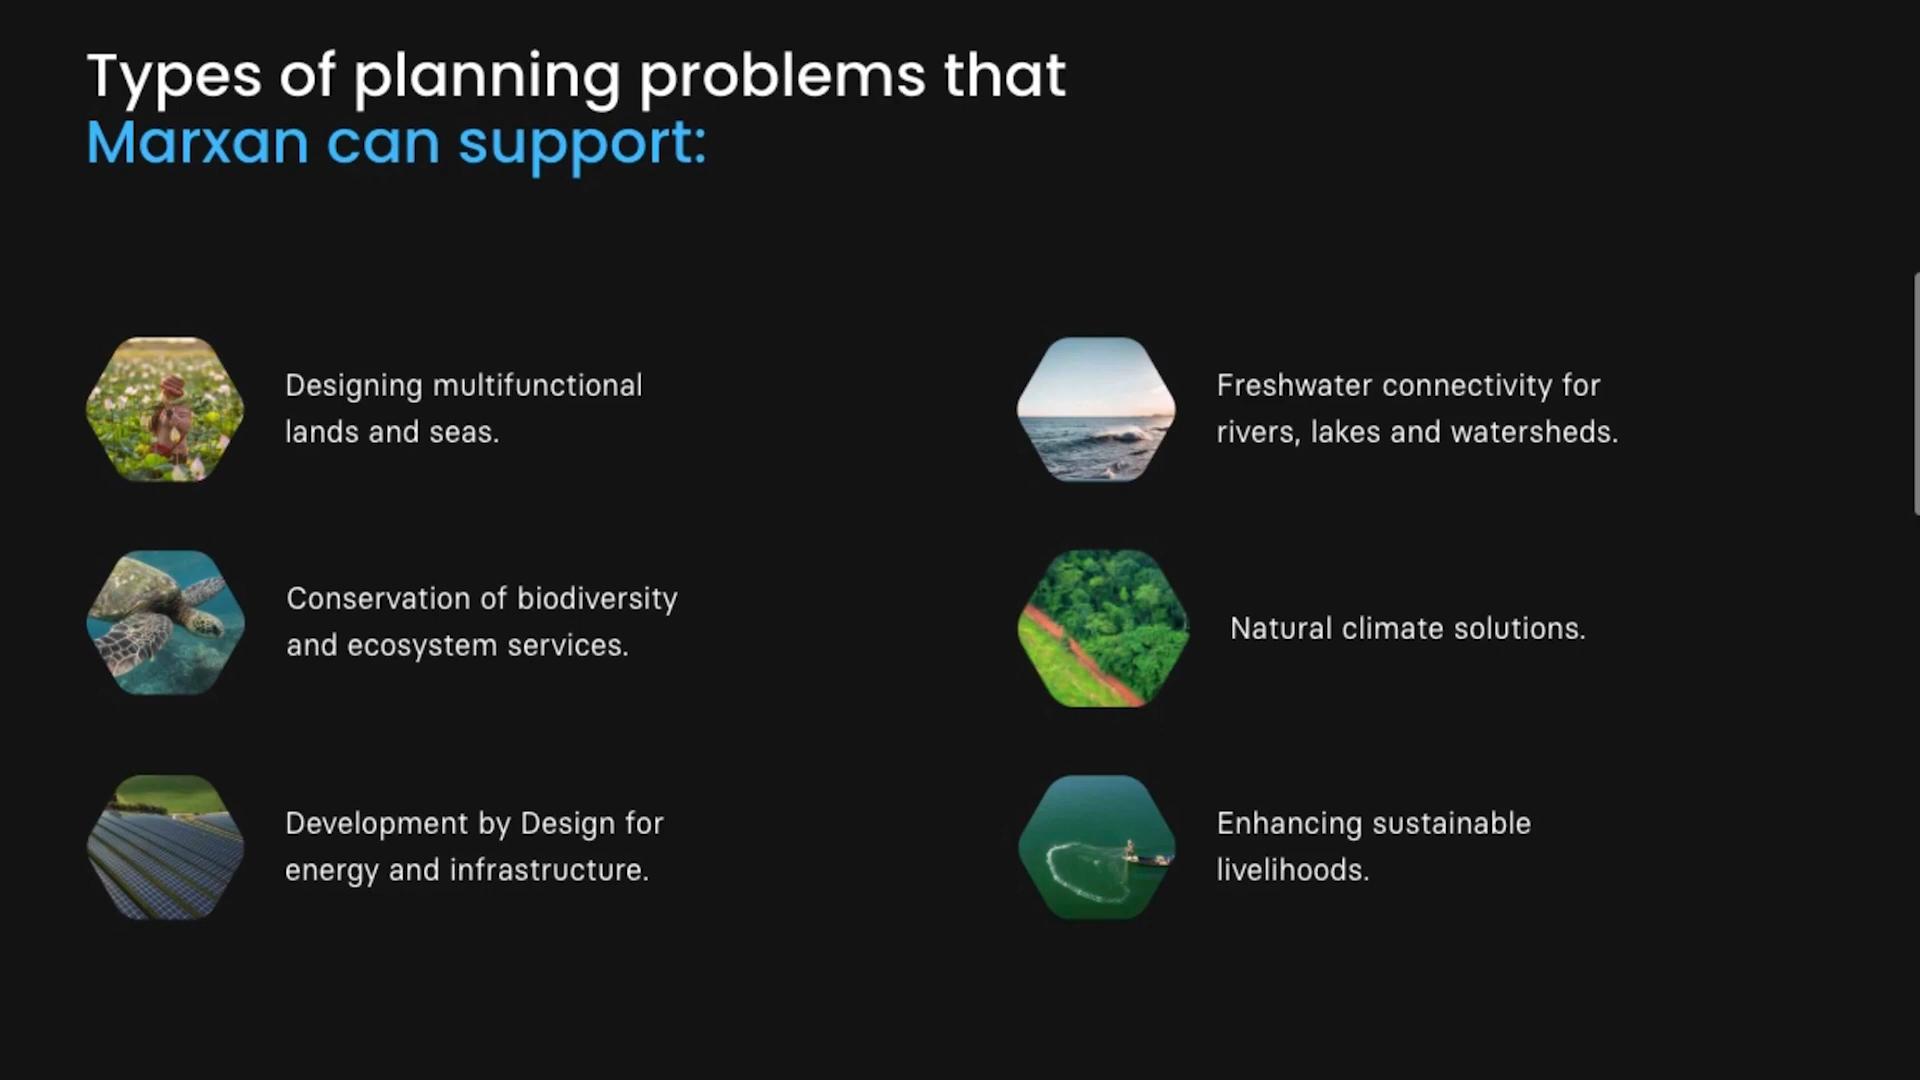 Types of planning problems that
Marxan can support:
Designing multifunctional
lands and seas.
Freshwater connectivity for
rivers, lakes and watersheds.
Conservation of biodiversity
and ecosystem services.
Natural climate solutions.
Development by Design for
energy and infrastructure.
Enhancing sustainable
livelihoods.